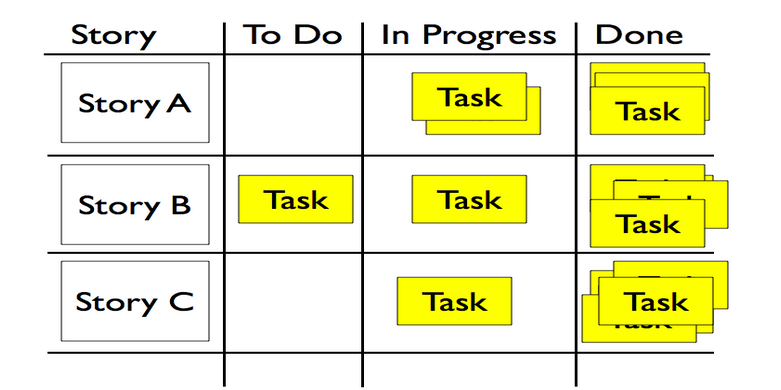 Story To Do In Progress Done
Story A Task Task
Story B Task Task Task
Story C Task Task